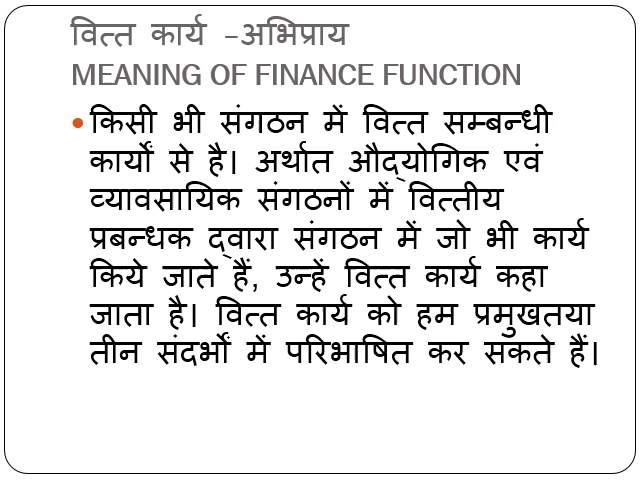 वित्त कार्य –अभिप्राय
MEANING OF FINANCE FUNCTION
किसी भी संगठन में वित्त सम्बन्धी
कार्यों से है। अर्थात औद्योगिक एवं
व्यावसायिक संगठनों में वित्तीय
प्रबन्धक द्वारा संगठन में जो भी कार्य
किये जाते हैं, उन्हें वित्त कार्य कहा
जाता है। वित्त कार्य को हम प्रमुखतया
तीन संदर्भों में परिभाषित कर सकते हैं।